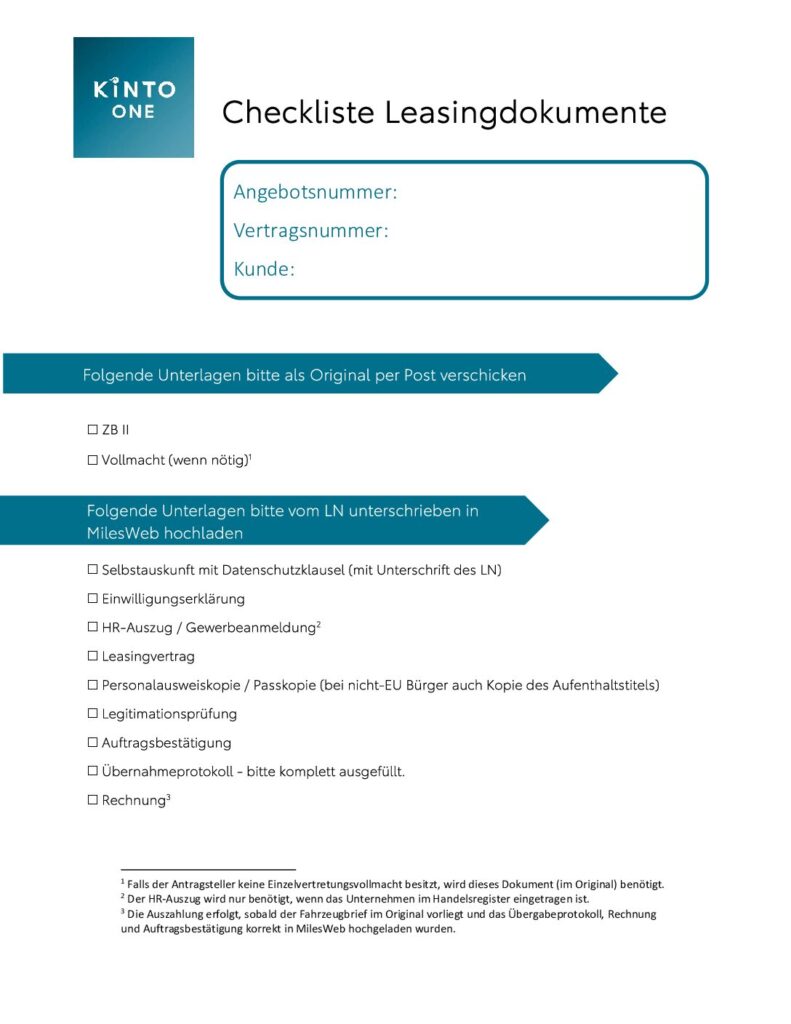 KINTO
ONE
Checkliste Leasingdokumente
Angebotsnummer:
Vertragsnummer:
Kunde:
Folgende Unterlagen bitte als Original per Post verschicken
☐ ZB II
☐ Vollmacht (wenn nötig)¹
Folgende Unterlagen bitte vom LN unterschrieben in
MilesWeb hochladen
☐ Selbstauskunft mit Datenschutzklausel (mit Unterschrift des LN)
☐ Einwilligungserklärung
☐ HR-Auszug / Gewerbeanmeldung²
☐ Leasingvertrag
☐ Personalausweiskopie / Passkopie (bei nicht-EU Bürger auch Kopie des Aufenthaltstitels)
☐ Legitimationsprüfung
☐ Auftragsbestätigung
☐ Übernahmeprotokoll - bitte komplett ausgefüllt.
☐ Rechnung³
¹ Falls der Antragsteller keine Einzelvertretungsvollmacht besitzt, wird dieses Dokument (im Original) benötigt.
² Der HR-Auszug wird nur benötigt, wenn das Unternehmen im Handelsregister eingetragen ist.
³ Die Auszahlung erfolgt, sobald der Fahrzeugbrief im Original vorliegt und das Übergabeprotokoll, Rechnung
und Auftragsbestätigung korrekt in MilesWeb hochgeladen wurden.